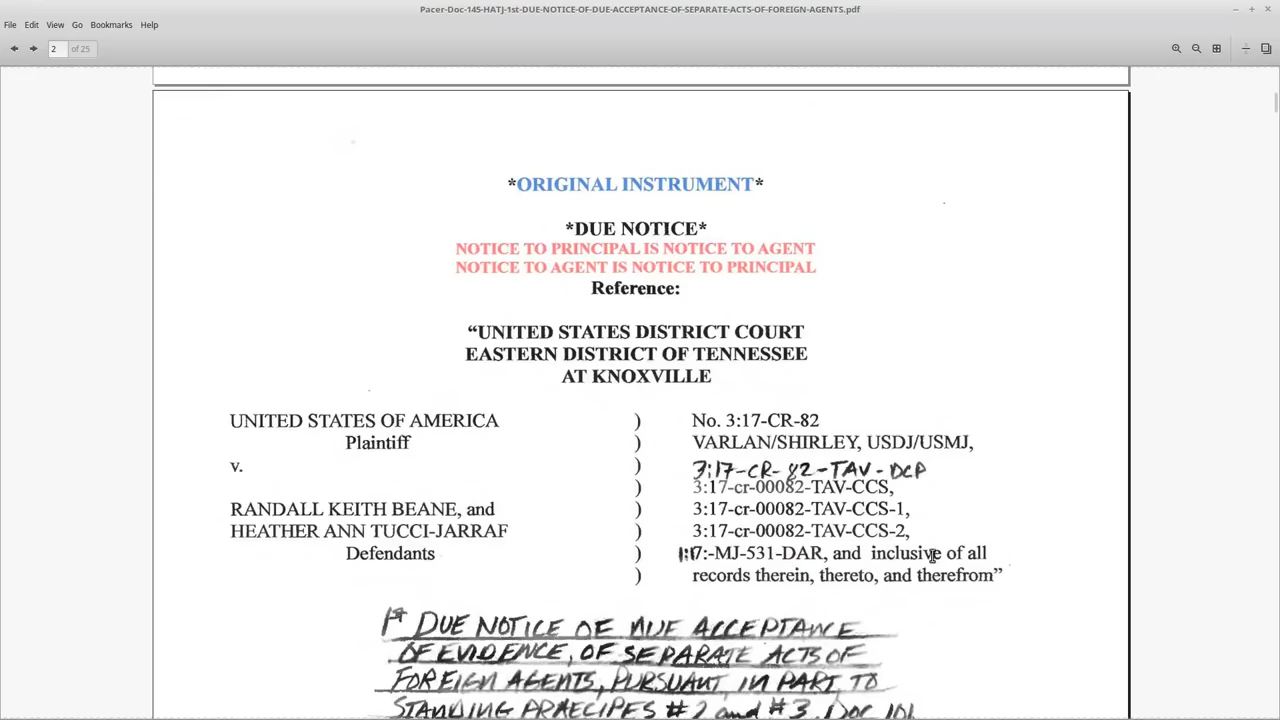 Pacer-Doc-145-HATJ-1st-DUE-NOTICE-OF-DUE-ACCEPTANCE-OF-SEPARATE-ACTS-OF-FOREIGN-AGENTS.pdf
File Edit View Go Bookmarks Help
2 of 25
*ORIGINAL INSTRUMENT*
*DUE NOTICE*
NOTICE TO PRINCIPAL IS NOTICE TO AGENT
NOTICE TO AGENT IS NOTICE TO PRINCIPAL
Reference:
“UNITED STATES DISTRICT COURT
EASTERN DISTRICT OF TENNESSEE
AT KNOXVILLE
UNITED STATES OF AMERICA ) No. 3:17-CR-82
Plaintiff ) VARLAN/SHIRLEY, USDJ/USMJ,
v. ) 3:17-CR-82-TAV-DCP
) 3:17-cr-00082-TAV-CCS,
RANDALL KEITH BEANE, and ) 3:17-cr-00082-TAV-CCS-1,
HEATHER ANN TUCCI-JARRAF ) 3:17-cr-00082-TAV-CCS-2,
Defendants ) 1:17:-MJ-531-DAR, and inclusive of all
) records therein, thereto, and therefrom”
1st DUE NOTICE OF DUE ACCEPTANCE
OF EVIDENCE, OF SEPARATE ACTS OF
FOREIGN AGENTS, PURSUANT IN PART TO
STANDING PRAECIPES #2 and #3, DOC 101